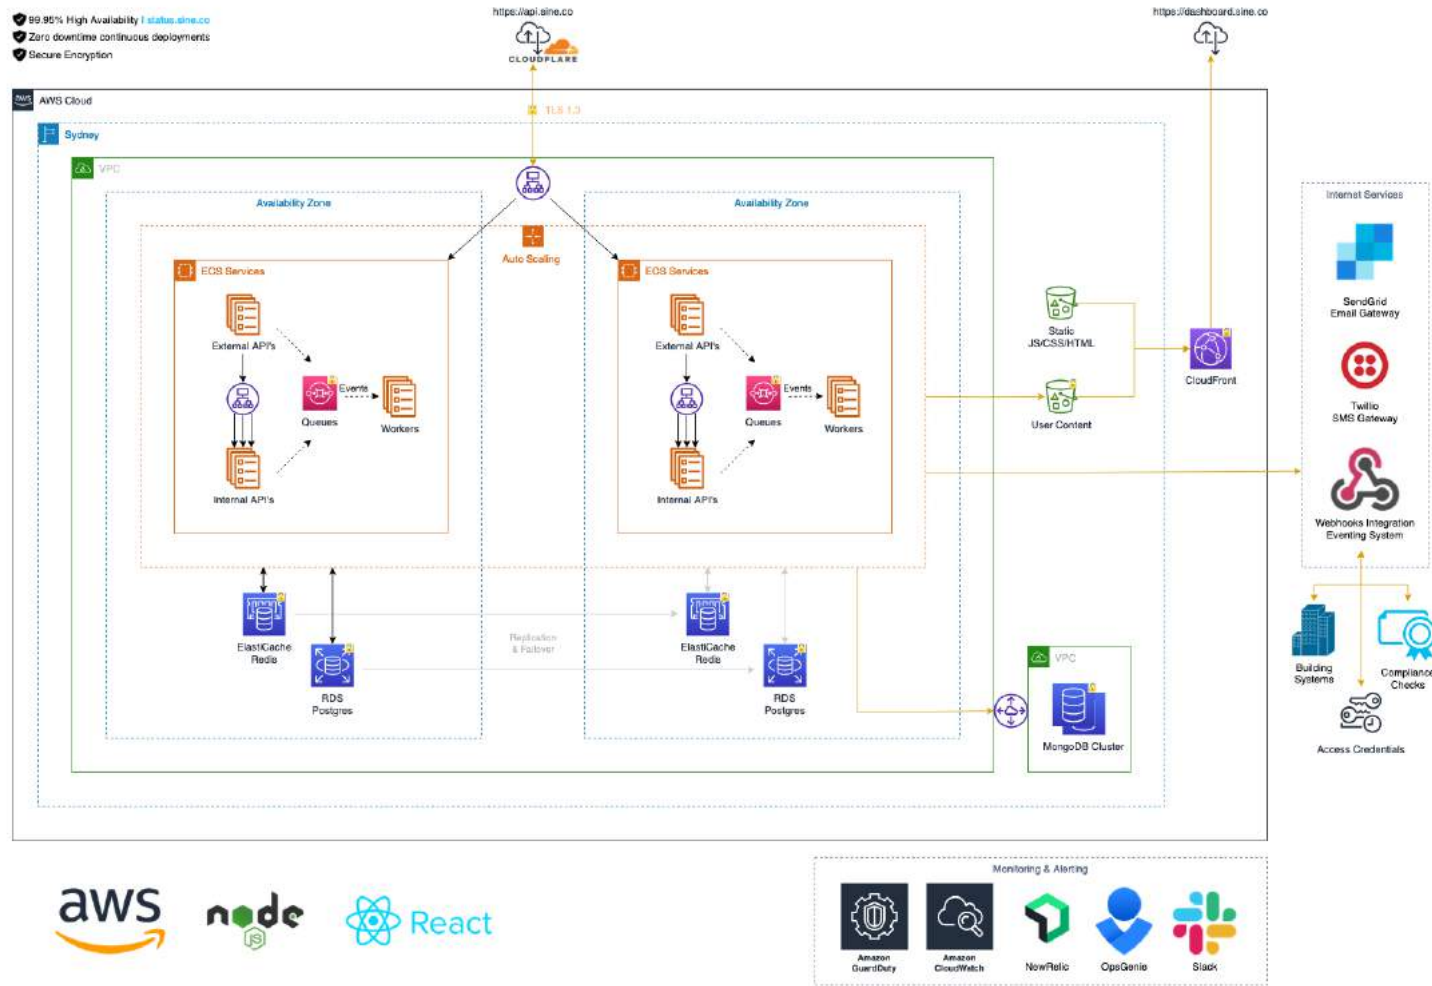 99.95% High Availability | status.sine.co
Zero downtime continuous deployments
Secure Encryption
https://api.sine.co
CLOUDFLARE
https://dashboard.sine.co
aws
AWS Cloud
TLS 1.3
Sydney
VPC
Availability Zone
Availability Zone
Auto Scaling
ECS Services
External API's
Events
Queues
Workers
Internal API's
ECS Services
External API's
Events
Queues
Workers
Internal API's
Static
JS/CSS/HTML
User Content
CloudFront
Internet Services
SendGrid
Email Gateway
Twillio
SMS Gateway
Webhooks Integration
Eventing System
Building
Systems
Compliance
Checks
Access Credentials
ElastiCache
Redis
RDS
Postgres
Replication
& Failover
ElastiCache
Redis
RDS
Postgres
VPC
MongoDB Cluster
aws
node
JS
React
Monitoring & Alerting
Amazon
GuardDuty
Amazon
CloudWatch
NewRelic
OpsGenie
Slack